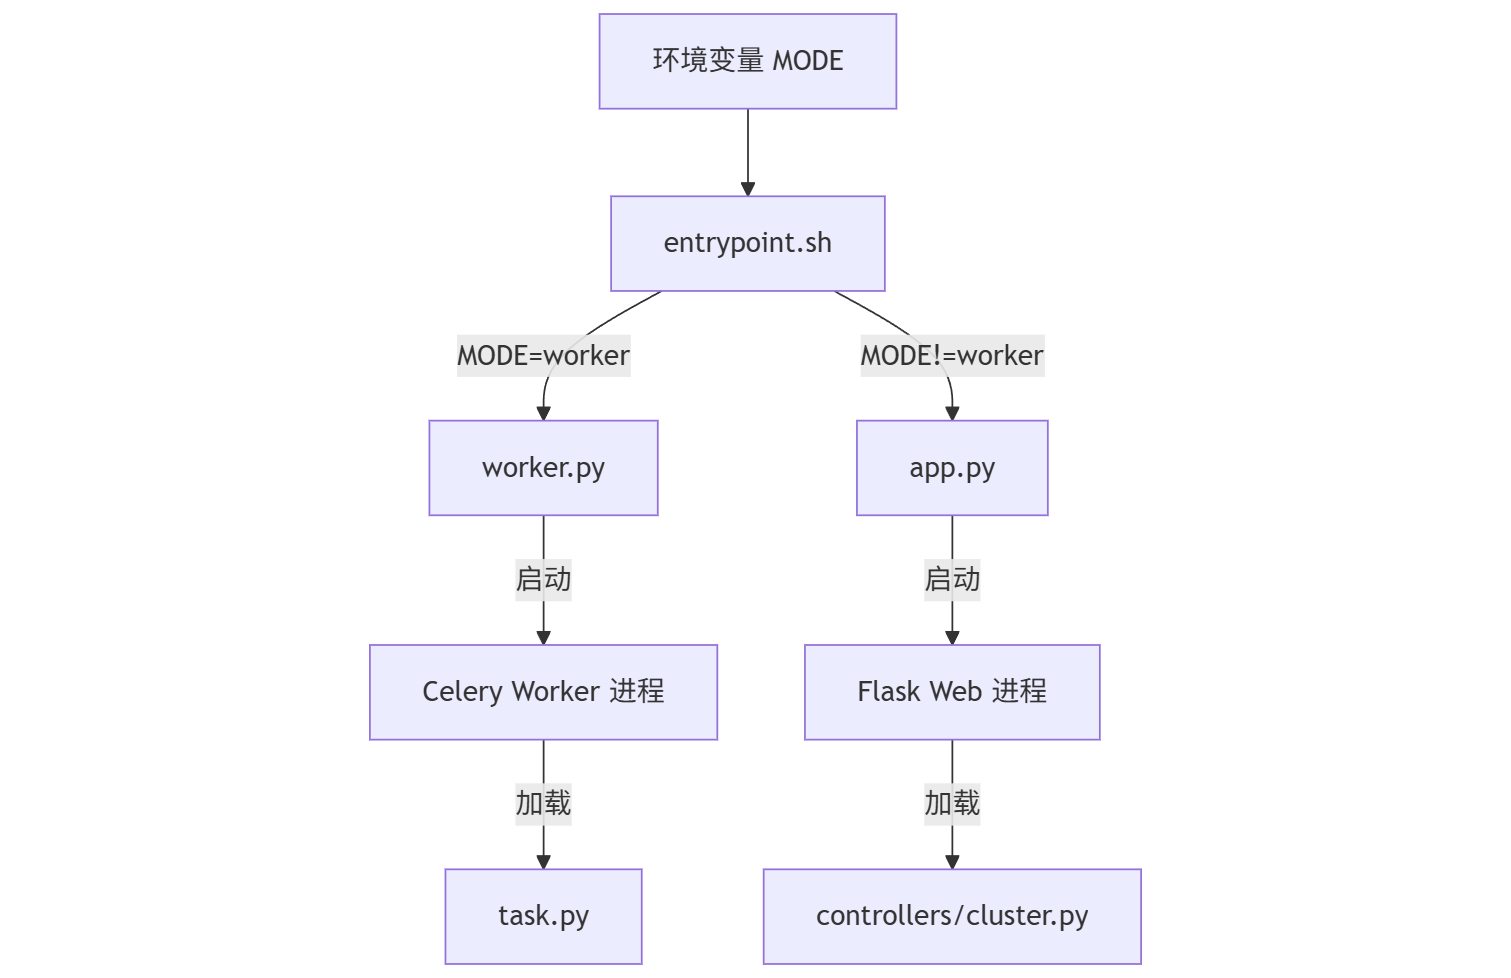 环境变量 MODE
entrypoint.sh
MODE=worker
MODE!=worker
worker.py
app.py
启动
启动
Celery Worker 进程
Flask Web 进程
加载
加载
task.py
controllers/cluster.py